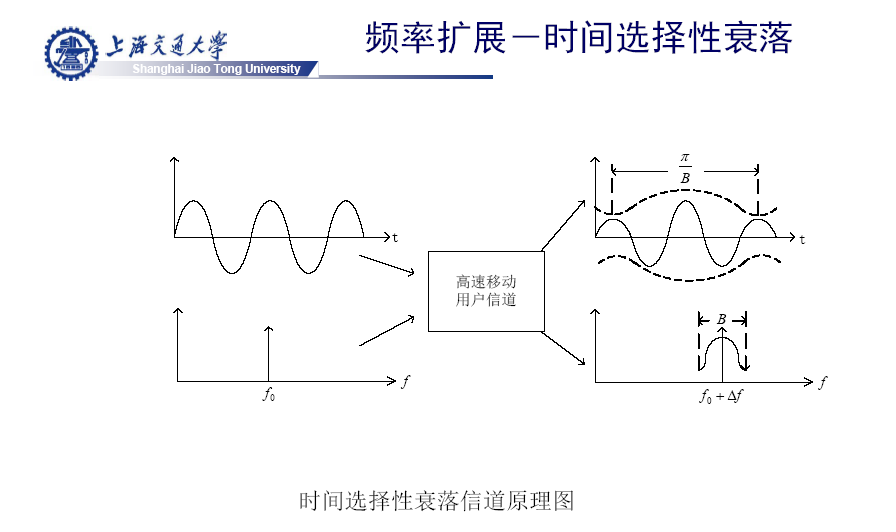 频率扩展－时间选择性衰落
上海交通大学
Shanghai Jiao Tong University
t
高速移动
用户信道
π
B
t
f
f₀
B
f
f₀ + Δf
时间选择性衰落信道原理图